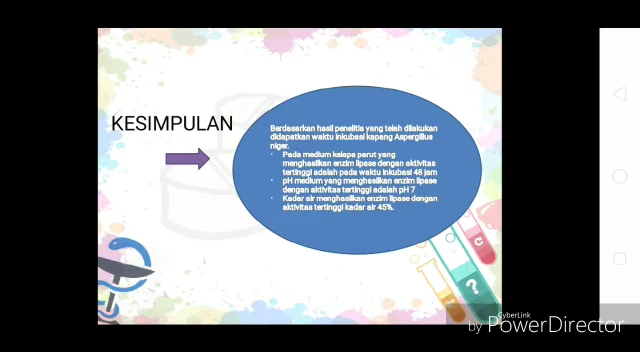 KESIMPULAN
Berdasarkan hasil penelitia yang telah dilakukan
didapatkan waktu inkubasi kapang Aspergillus
niger.
• Pada medium kelapa parut yang
menghasilkan enzim lipase dengan aktivitas
tertinggi adalah pada waktu inkubasi 48 jam
• pH medium yang menghasilkan enzim lipase
dengan aktivitas tertinggi adalah pH 7
• Kadar air menghasilkan enzim lipase dengan
aktivitas tertinggi kadar air 45%.
?
CyberLink
by PowerDirector